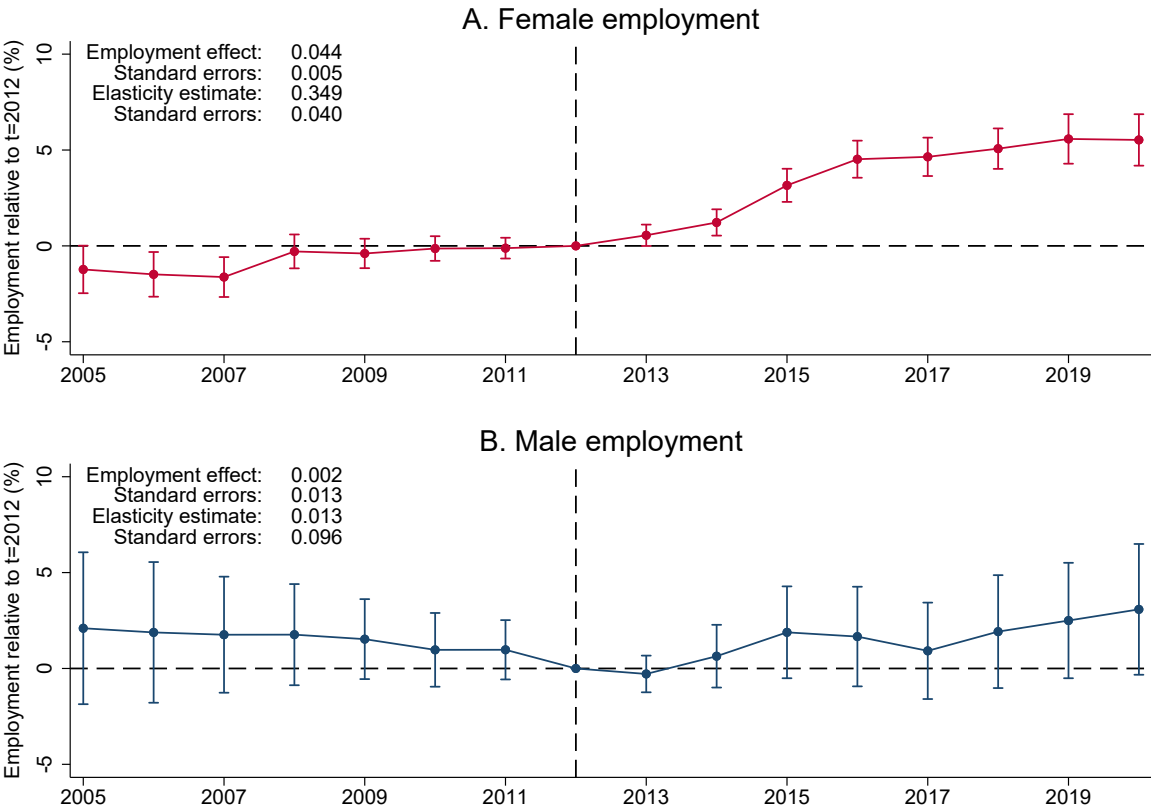 A. Female employment
Employment relative to t=2012 (%)
10
5
0
-5
Employment effect: 0.044
Standard errors: 0.005
Elasticity estimate: 0.349
Standard errors: 0.040
2005 2007 2009 2011 2013 2015 2017 2019
B. Male employment
Employment relative to t=2012 (%)
10
5
0
-5
Employment effect: 0.002
Standard errors: 0.013
Elasticity estimate: 0.013
Standard errors: 0.096
2005 2007 2009 2011 2013 2015 2017 2019